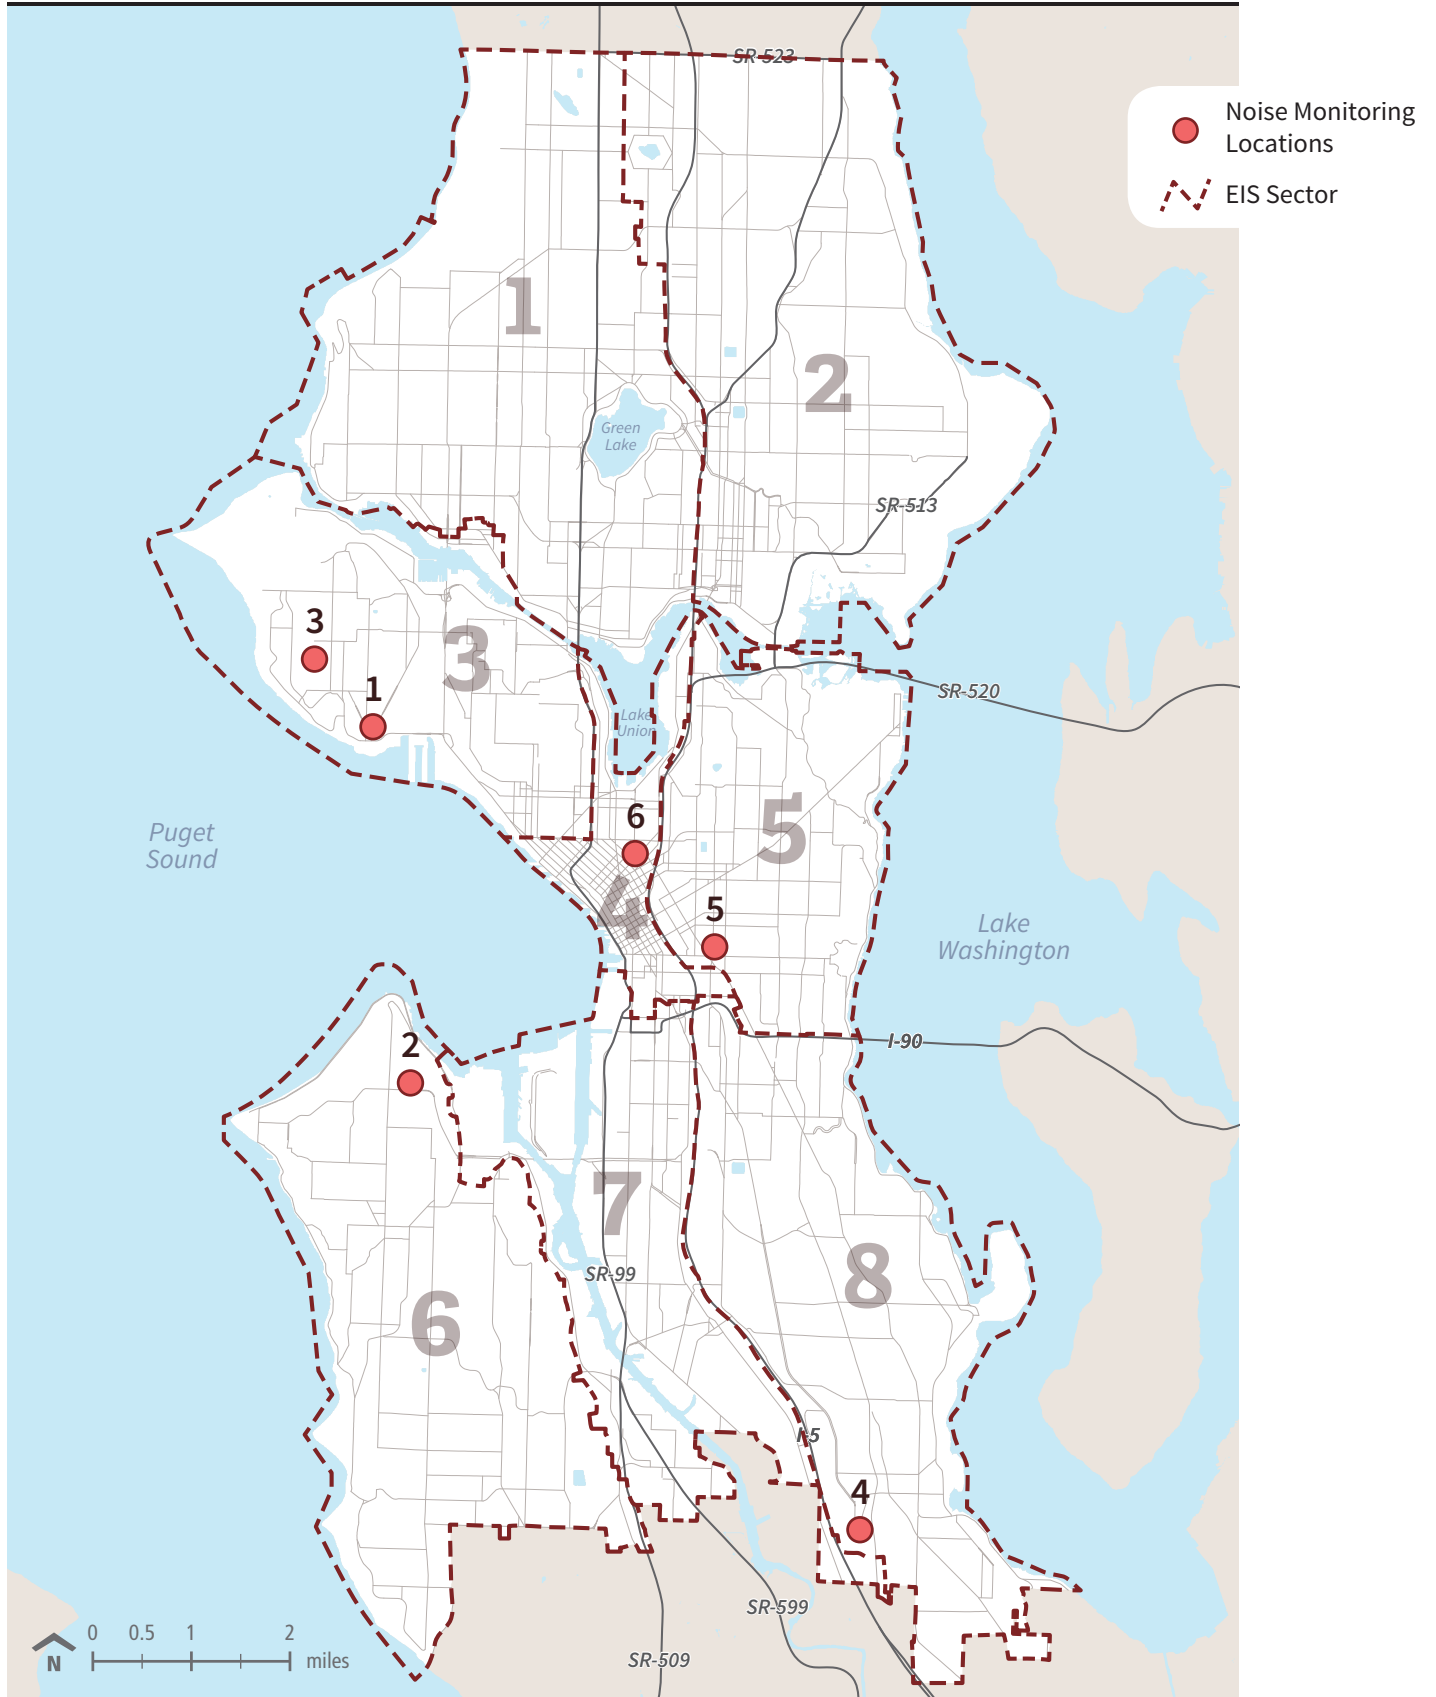 SR-523
Noise Monitoring
Locations
EIS Sector
1
2
Green
Lake
SR-513
3
3
1
SR-520
Lake
Union
6
5
Puget
Sound
4
5
Lake
Washington
2
I-90
7
SR-99
8
6
I-5
4
SR-599
N
0 0.5 1 2
miles
SR-509